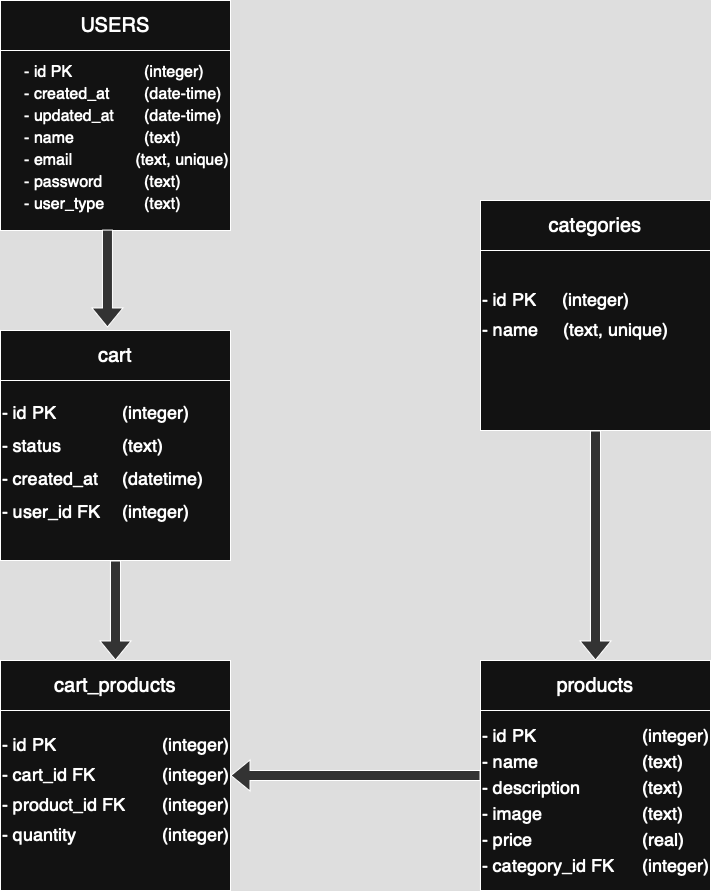 USERS
- id PK (integer)
- created_at (date-time)
- updated_at (date-time)
- name (text)
- email (text, unique)
- password (text)
- user_type (text)
categories
- id PK (integer)
- name (text, unique)
cart
- id PK (integer)
- status (text)
- created_at (datetime)
- user_id FK (integer)
cart_products
- id PK (integer)
- cart_id FK (integer)
- product_id FK (integer)
- quantity (integer)
products
- id PK (integer)
- name (text)
- description (text)
- image (text)
- price (real)
- category_id FK (integer)